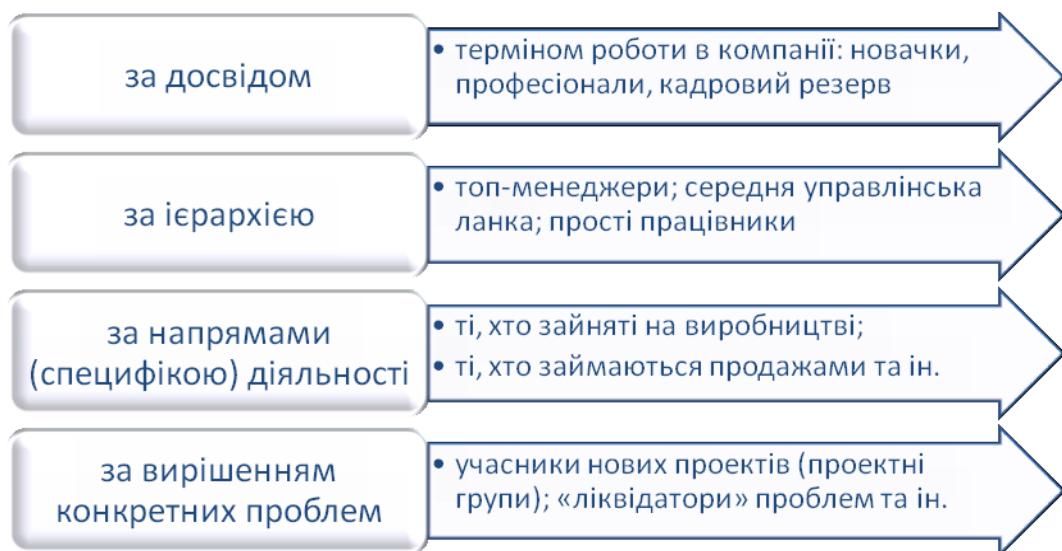 за досвідом
• терміном роботи в компанії: новачки,
професіонали, кадровий резерв
за ієрархією
• топ-менеджери; середня управлінська
ланка; прості працівники
за напрямами
(специфікою) діяльності
• ті, хто зайняті на виробництві;
• ті, хто займаються продажами та ін.
за вирішенням
конкретних проблем
• учасники нових проектів (проектні
групи); «ліквідатори» проблем та ін.